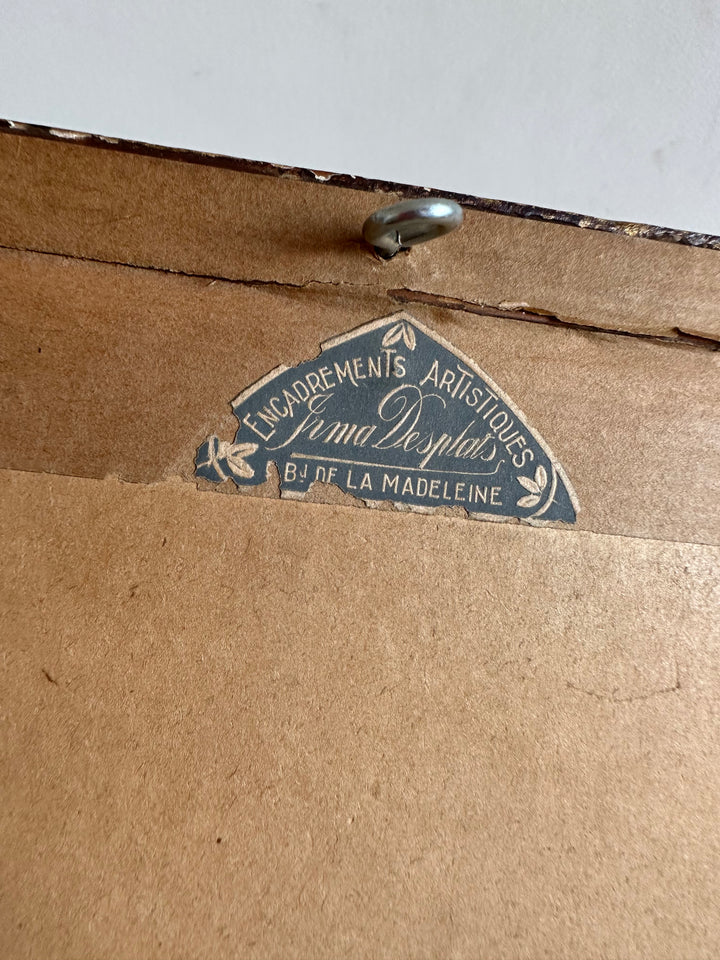 ENCADREMENTS ARTISTIQUES
Irma Desplats
Bd DE LA MADELEINE